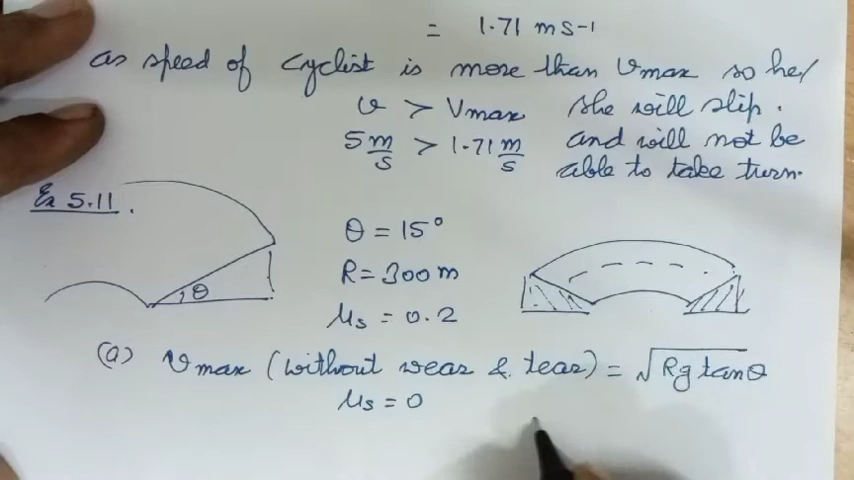 = 1.71 ms-1
as speed of cyclist is more than vmax so he/
v > Vmax she will slip.
5 m/s > 1.71 m/s and will not be
able to take turn.
Ex 5.11.
θ = 15°
R = 300 m
μs = 0.2
θ
(a) vmax (without wear & tear) = √Rg tanθ
μs = 0